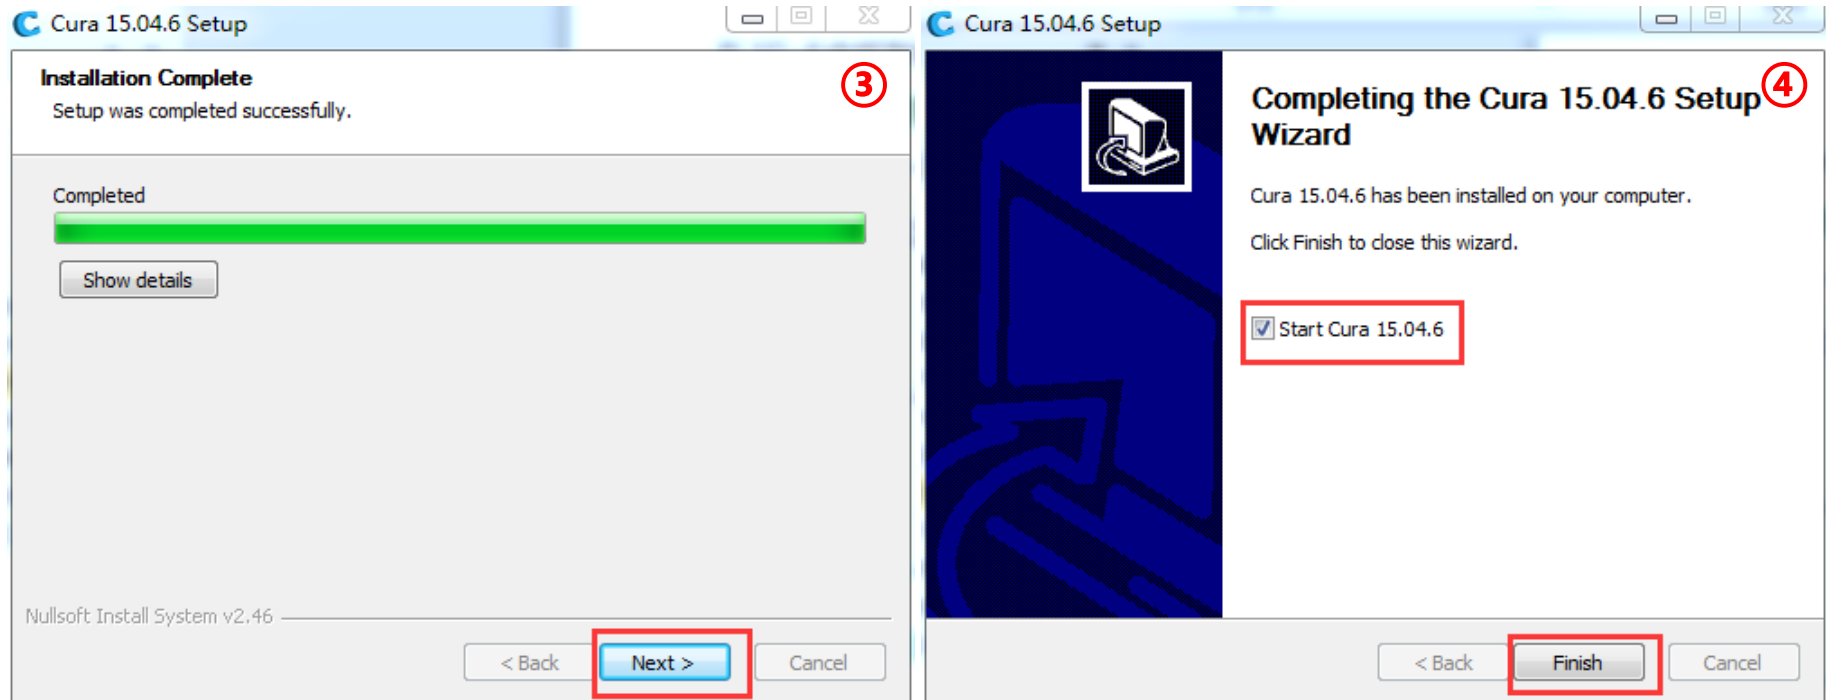 Cura 15.04.6 Setup
Installation Complete
③
Setup was completed successfully.
Completed
Show details
Nullsoft Install System v2.46
< Back
Next >
Cancel
Cura 15.04.6 Setup
④
Completing the Cura 15.04.6 Setup
Wizard
Cura 15.04.6 has been installed on your computer.
Click Finish to close this wizard.
Start Cura 15.04.6
< Back
Finish
Cancel